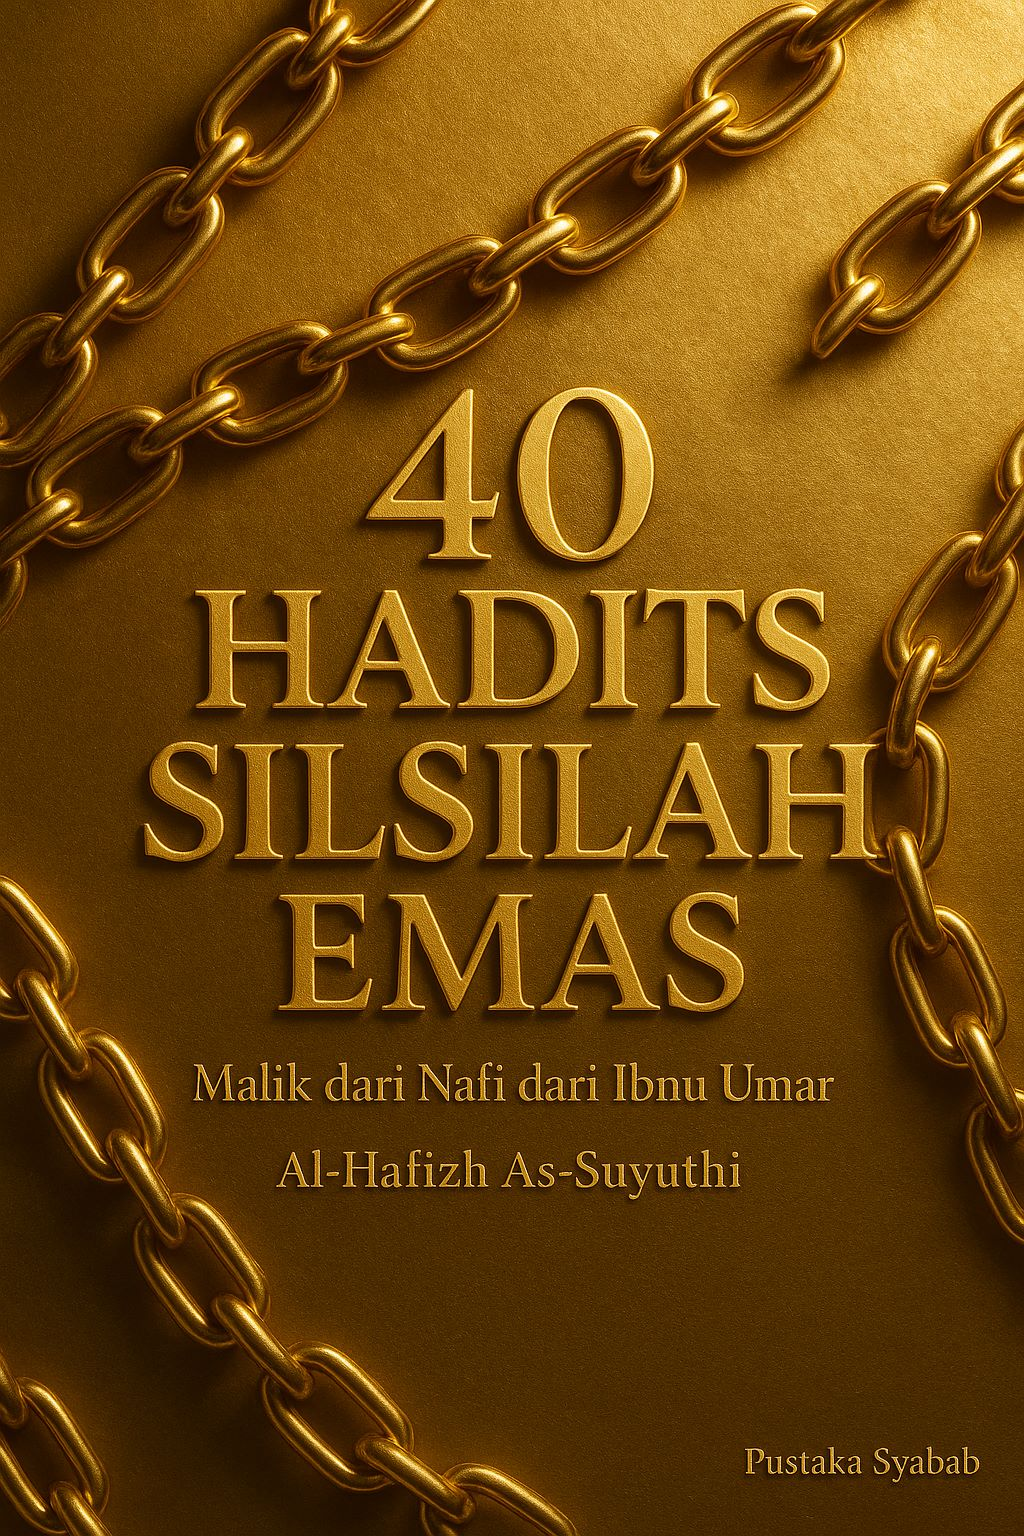 40
HADITS
SILSILAH
EMAS
Malik dari Nafi dari Ibnu Umar
Al-Hafizh As-Suyuthi
Pustaka Syabab